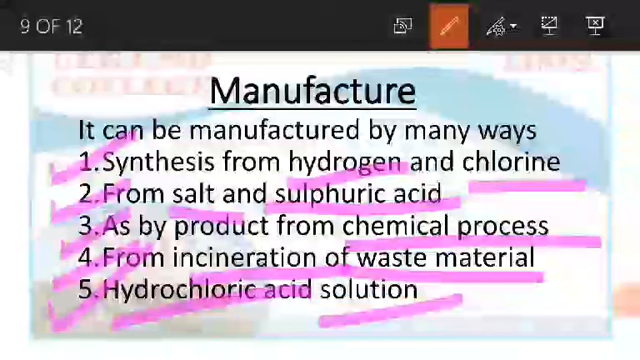 9 OF 12
Manufacture
It can be manufactured by many ways
1.Synthesis from hydrogen and chlorine
2.From salt and sulphuric acid
3.As by product from chemical process
4.From incineration of waste material
5.Hydrochloric acid solution